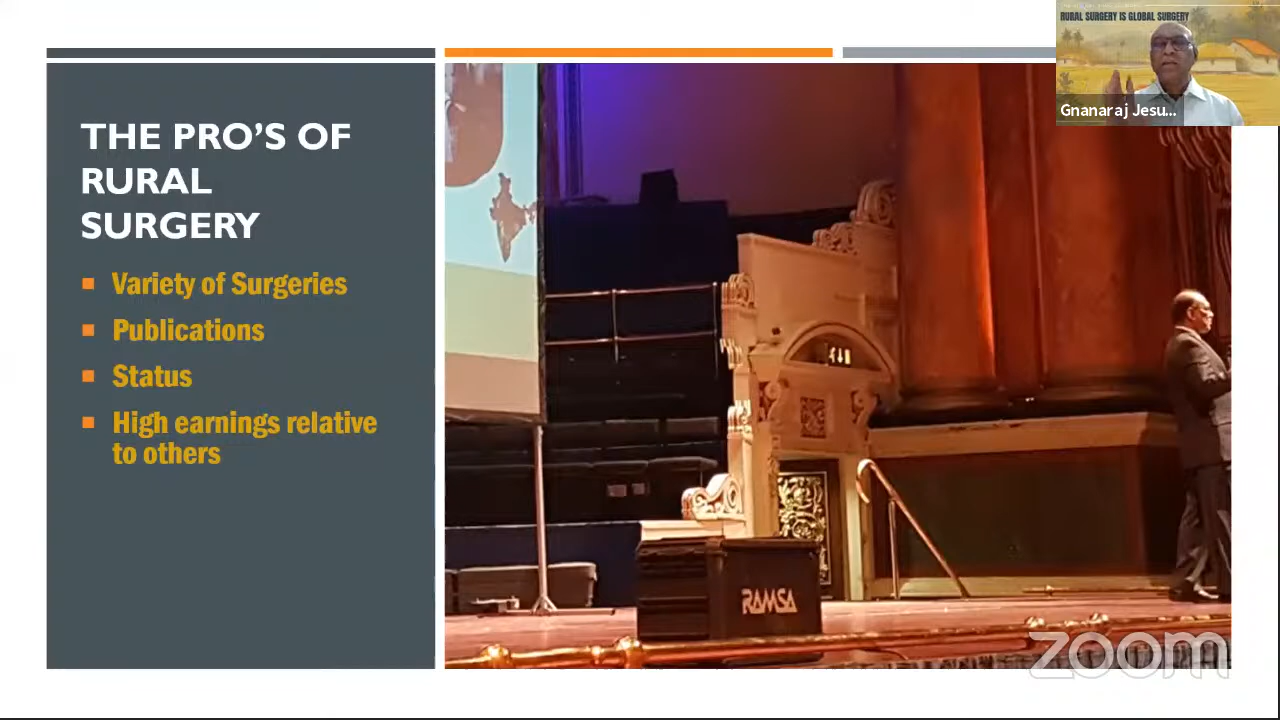 RURAL SURGERY IS GLOBAL SURGERY
Gnanaraj Jesu...
THE PRO'S OF
RURAL
SURGERY
Variety of Surgeries
Publications
Status
High earnings relative
to others
RAMSA
zoom